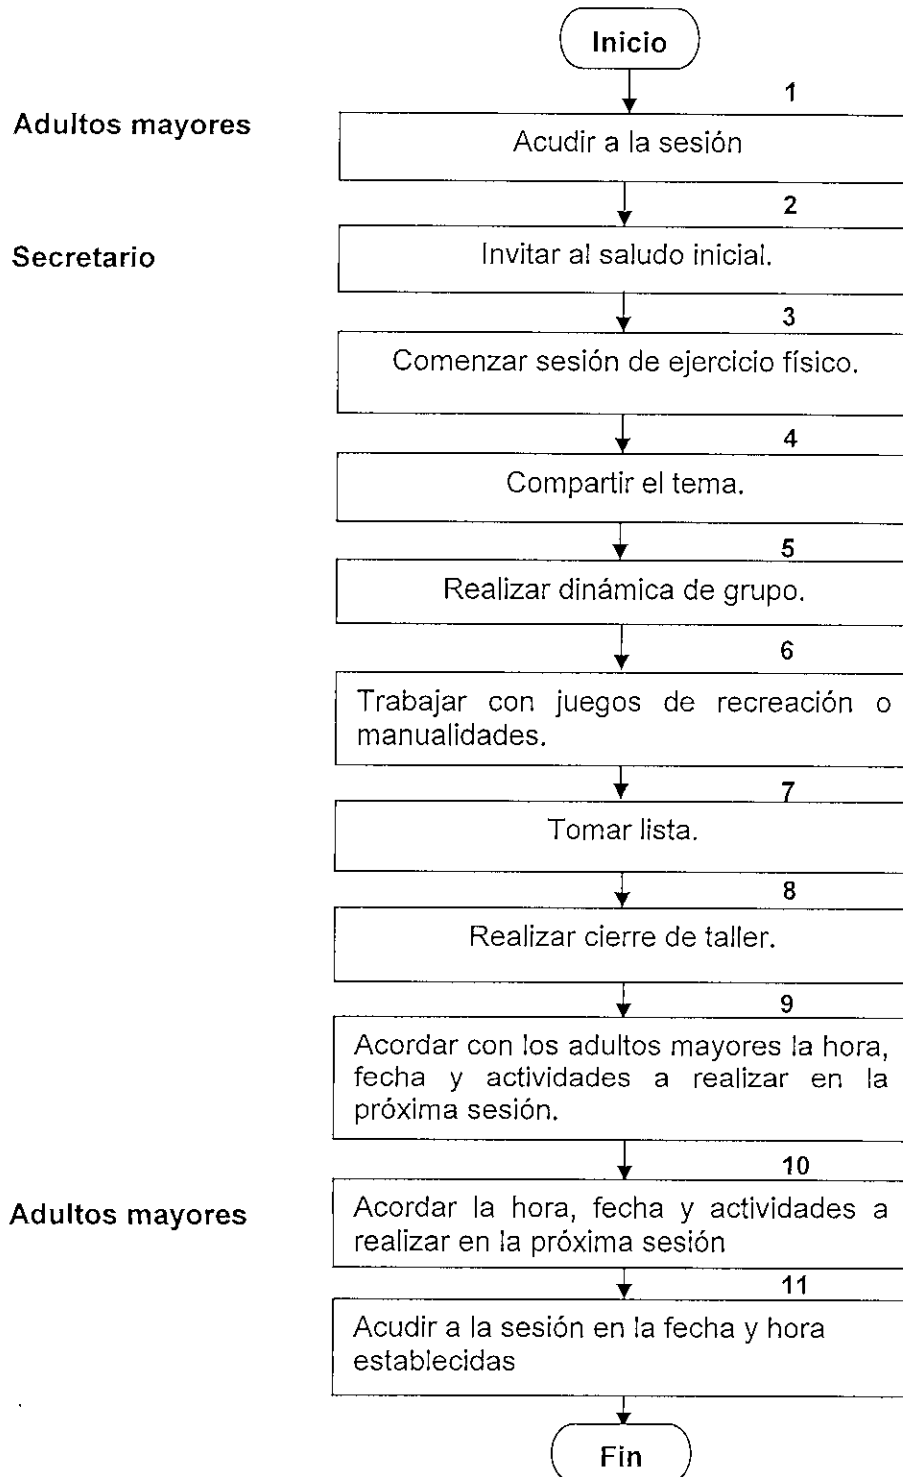 Inicio
1
Adultos mayores
Acudir a la sesión
2
Secretario
Invitar al saludo inicial.
3
Comenzar sesión de ejercicio físico.
4
Compartir el tema.
5
Realizar dinámica de grupo.
6
Trabajar con juegos de recreación o
manualidades.
7
Tomar lista.
8
Realizar cierre de taller.
9
Acordar con los adultos mayores la hora,
fecha y actividades a realizar en la
próxima sesión.
10
Adultos mayores
Acordar la hora, fecha y actividades a
realizar en la próxima sesión
11
Acudir a la sesión en la fecha y hora
establecidas
Fin